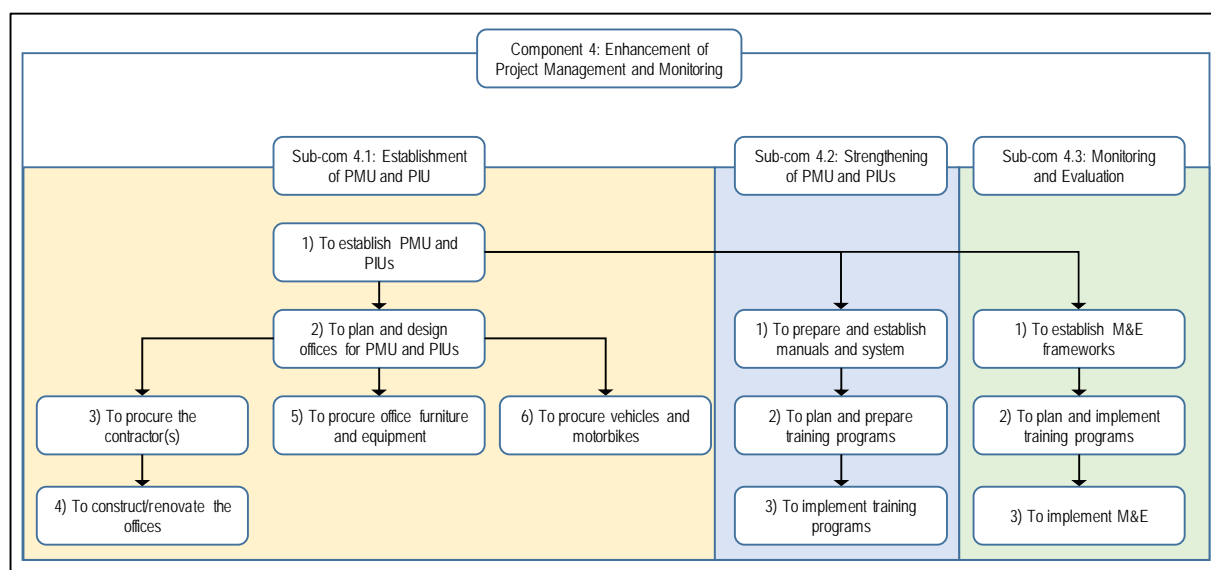 Component 4: Enhancement of
Project Management and Monitoring
Sub-com 4.1: Establishment
of PMU and PIU
Sub-com 4.2: Strengthening
of PMU and PIUs
Sub-com 4.3: Monitoring
and Evaluation
1) To establish PMU and
PIUs
2) To plan and design
offices for PMU and PIUs
3) To procure the
contractor(s)
5) To procure office furniture
and equipment
6) To procure vehicles and
motorbikes
4) To construct/renovate the
offices
1) To prepare and establish
manuals and system
2) To plan and prepare
training programs
3) To implement training
programs
1) To establish M&E
frameworks
2) To plan and implement
training programs
3) To implement M&E